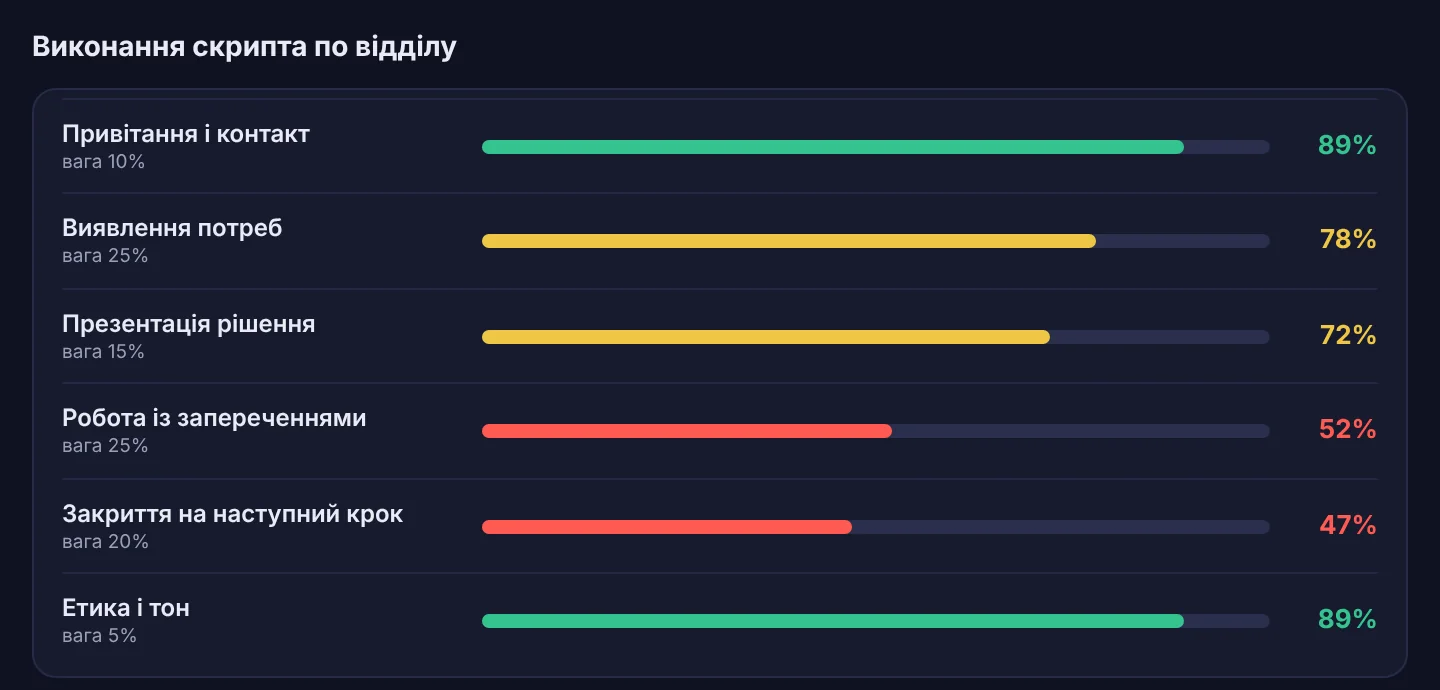 Виконання скрипта по відділу
Привітання і контакт
вага 10%
89%
Виявлення потреб
вага 25%
78%
Презентація рішення
вага 15%
72%
Робота із запереченнями
вага 25%
52%
Закриття на наступний крок
вага 20%
47%
Етика і тон
вага 5%
89%